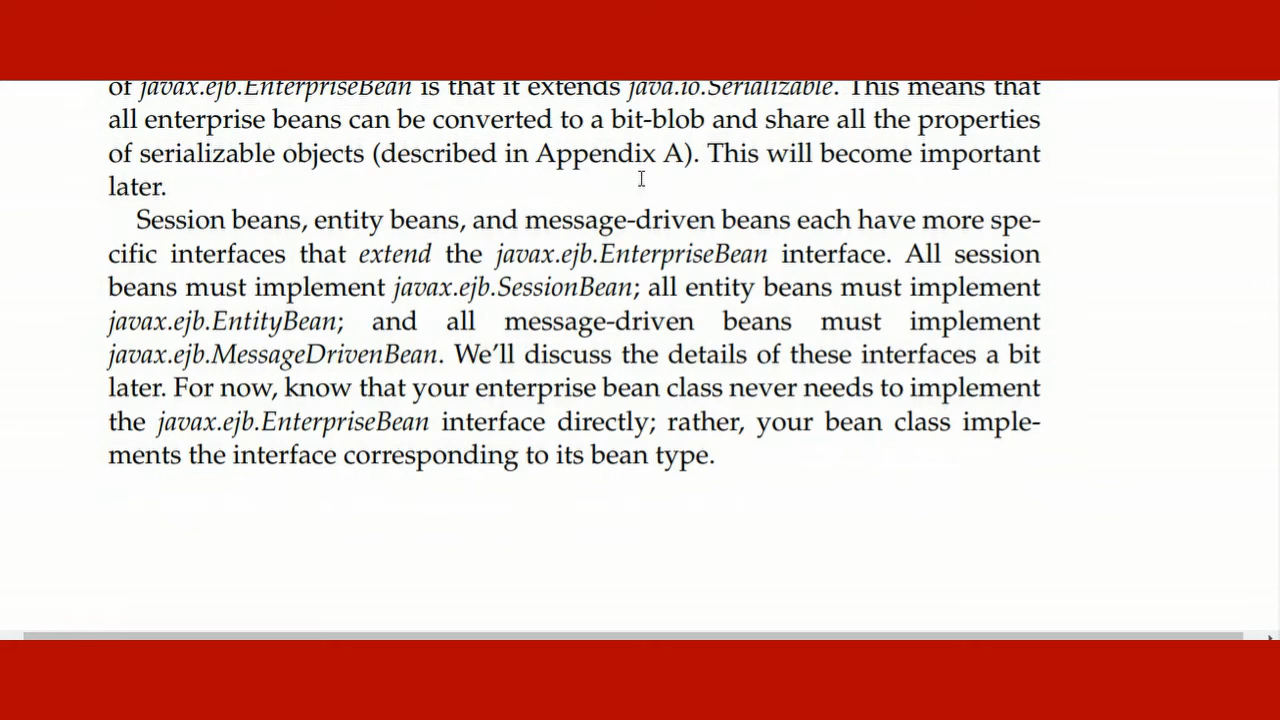 of javax.ejb.EnterpriseBean is that it extends java.io.Serializable. This means that
all enterprise beans can be converted to a bit-blob and share all the properties
of serializable objects (described in Appendix A). This will become important
later.
Session beans, entity beans, and message-driven beans each have more spe-
cific interfaces that extend the javax.ejb.EnterpriseBean interface. All session
beans must implement javax.ejb.SessionBean; all entity beans must implement
javax.ejb.EntityBean; and all message-driven beans must implement
javax.ejb.MessageDrivenBean. We’ll discuss the details of these interfaces a bit
later. For now, know that your enterprise bean class never needs to implement
the javax.ejb.EnterpriseBean interface directly; rather, your bean class imple-
ments the interface corresponding to its bean type.